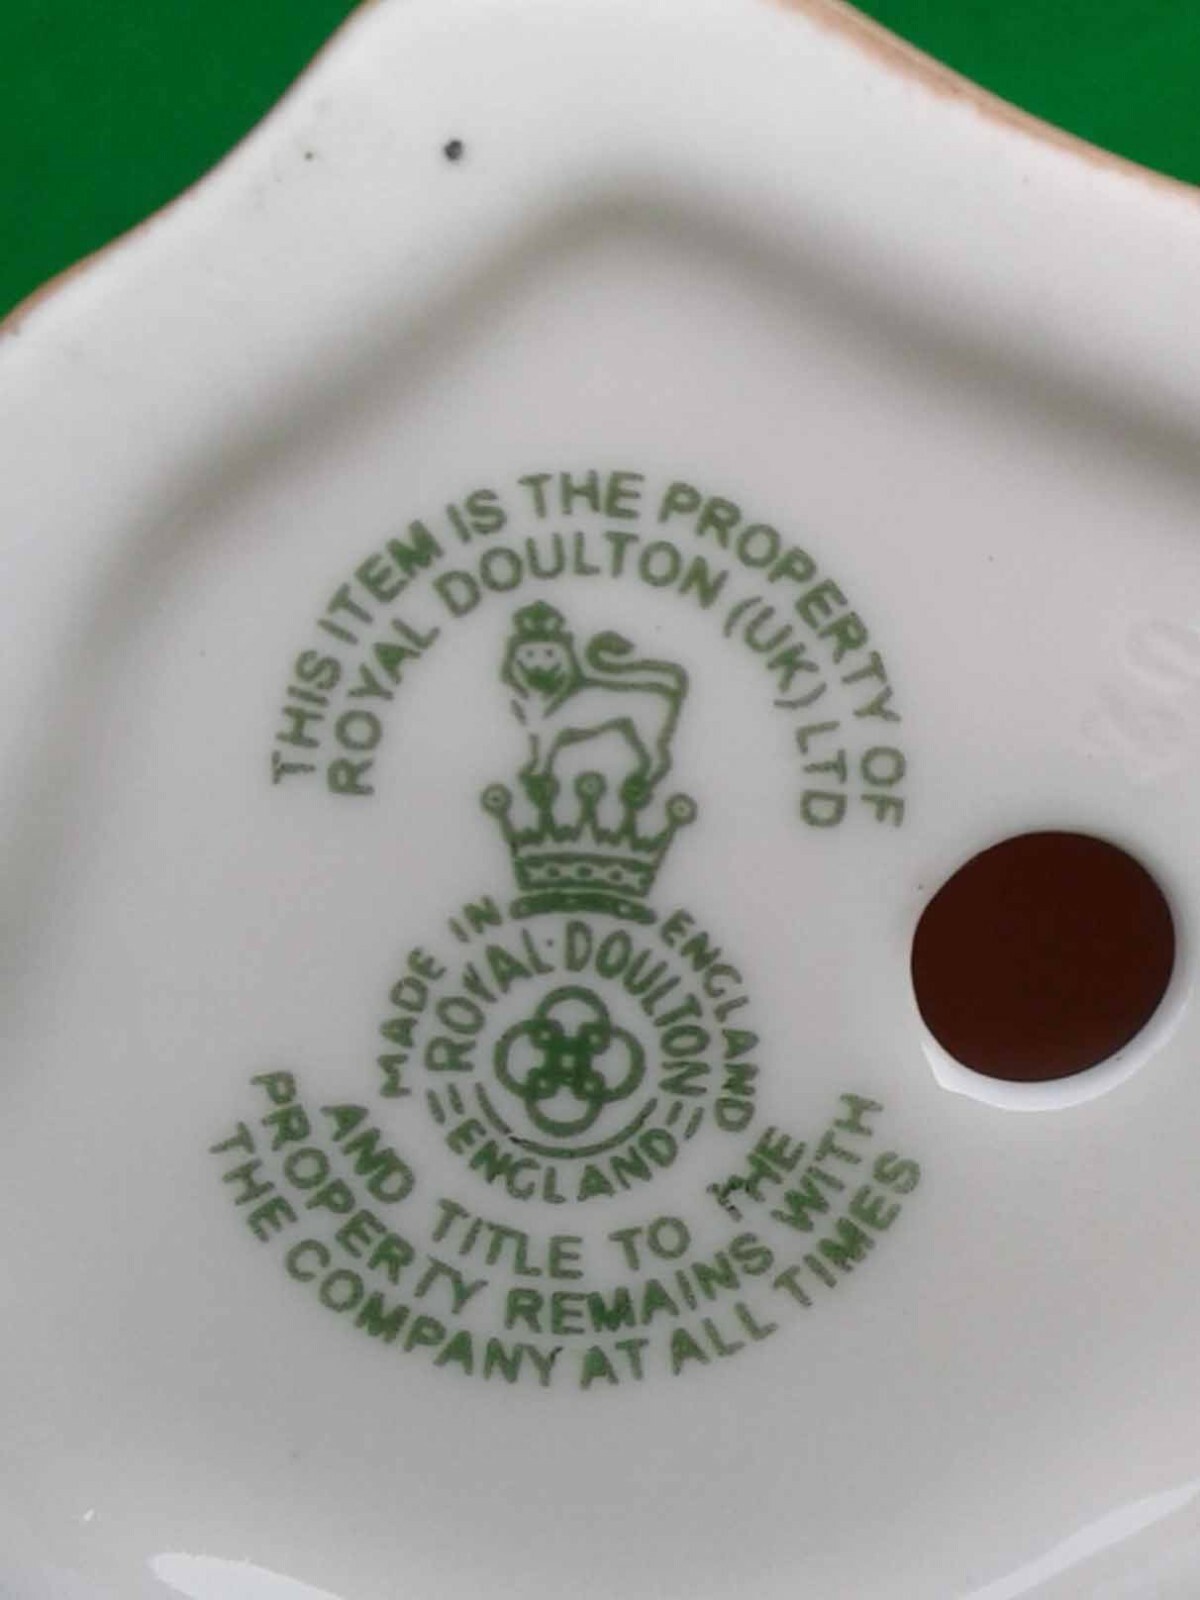 THIS ITEM IS THE PROPERTY OF
ROYAL DOULTON (UK) LTD
MADE IN ENGLAND
ROYAL·DOULTON
ENGLAND
AND TITLE TO THE
PROPERTY REMAINS WITH
THE COMPANY AT ALL TIMES